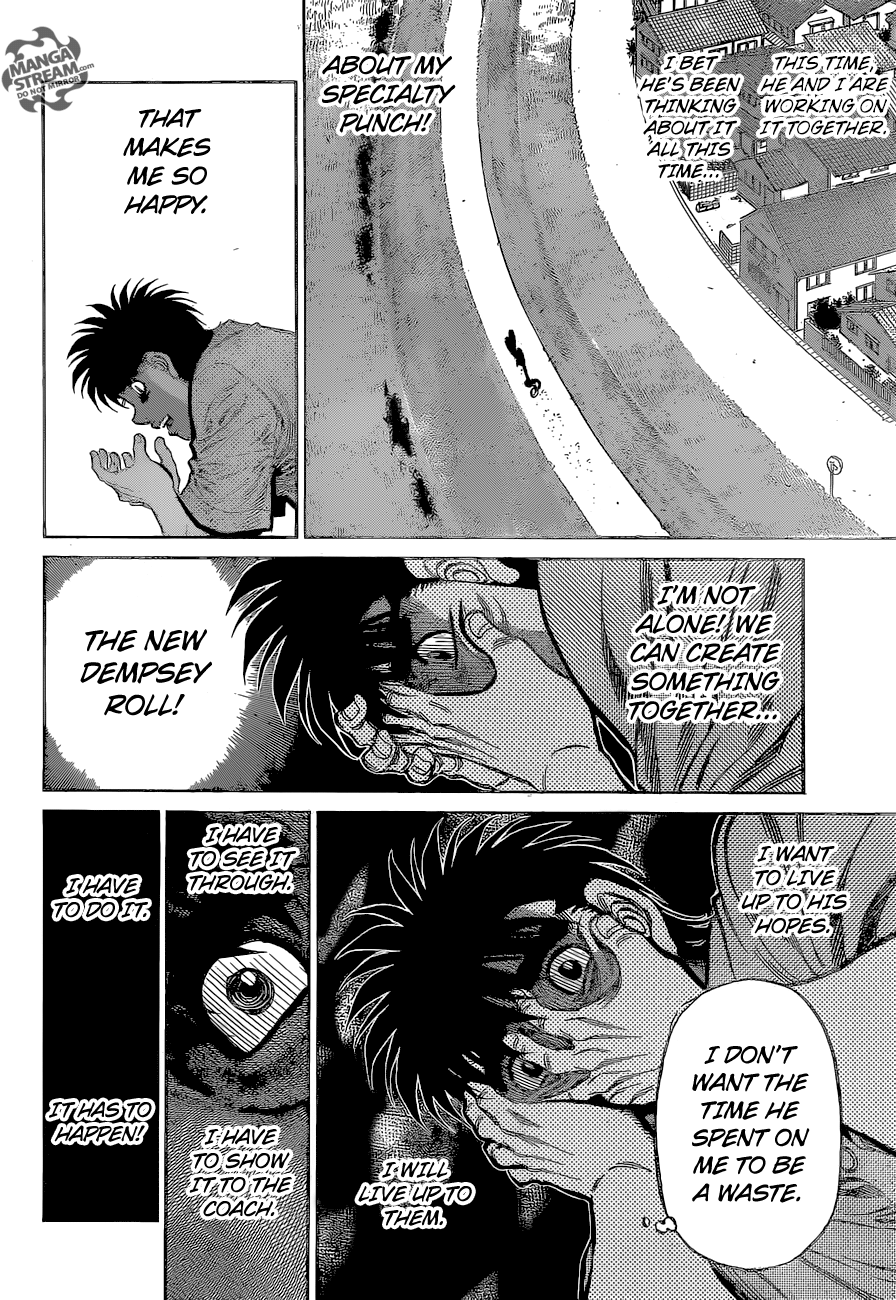 MANGA
STREAM.com
DO NOT MIRROR
THIS TIME,
HE AND I ARE
WORKING ON
IT TOGETHER.
I BET
HE'S BEEN
THINKING
ABOUT IT
ALL THIS
TIME...
ABOUT MY
SPECIALTY
PUNCH!
THAT
MAKES
ME SO
HAPPY.
I'M NOT
ALONE! WE
CAN CREATE
SOMETHING
TOGETHER...
THE NEW
DEMPSEY
ROLL!
I WANT
TO LIVE
UP TO HIS
HOPES.
I DON'T
WANT THE
TIME HE
SPENT ON
ME TO BE
A WASTE.
I WILL
LIVE UP TO
THEM.
I HAVE
TO SEE IT
THROUGH.
I HAVE
TO SHOW
IT TO THE
COACH.
I HAVE
TO DO IT.
IT HAS TO
HAPPEN!